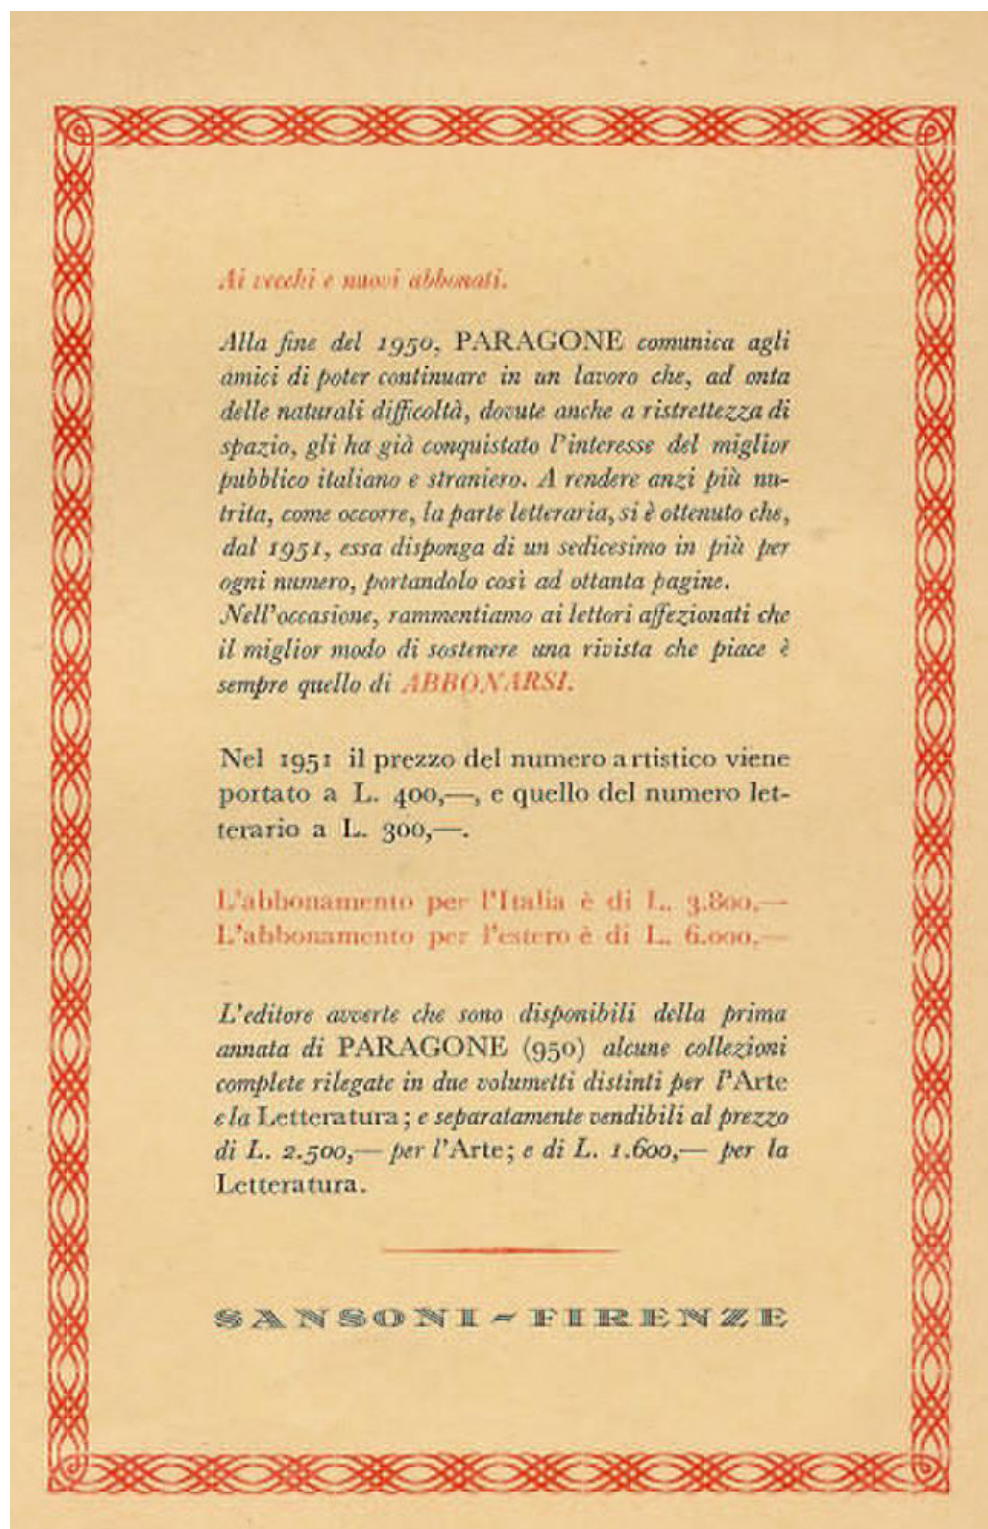 Ai vecchi e nuovi abbonati.
Alla fine del 1950, PARAGONE comunica agli
amici di poter continuare in un lavoro che, ad onta
delle naturali difficoltà, dovute anche a ristrettezza di
spazio, gli ha già conquistato l'interesse del miglior
pubblico italiano e straniero. A rendere anzi più nu-
trita, come occorre, la parte letteraria, si è ottenuto che,
dal 1951, essa disponga di un sedicesimo in più per
ogni numero, portandolo così ad ottanta pagine.
Nell'occasione, rammentiamo ai lettori affezionati che
il miglior modo di sostenere una rivista che piace è
sempre quello di ABBONARSI.
Nel 1951 il prezzo del numero artistico viene
portato a L. 400,—, e quello del numero let-
terario a L. 300,—.
L'abbonamento per l'Italia è di L. 3.800,—
L'abbonamento per l'estero è di L. 6.000,—
L'editore avverte che sono disponibili della prima
annata di PARAGONE (950) alcune collezioni
complete rilegate in due volumetti distinti per l'Arte
e la Letteratura; e separatamente vendibili al prezzo
di L. 2.500,— per l'Arte; e di L. 1.600,— per la
Letteratura.
SANSONI - FIRENZE